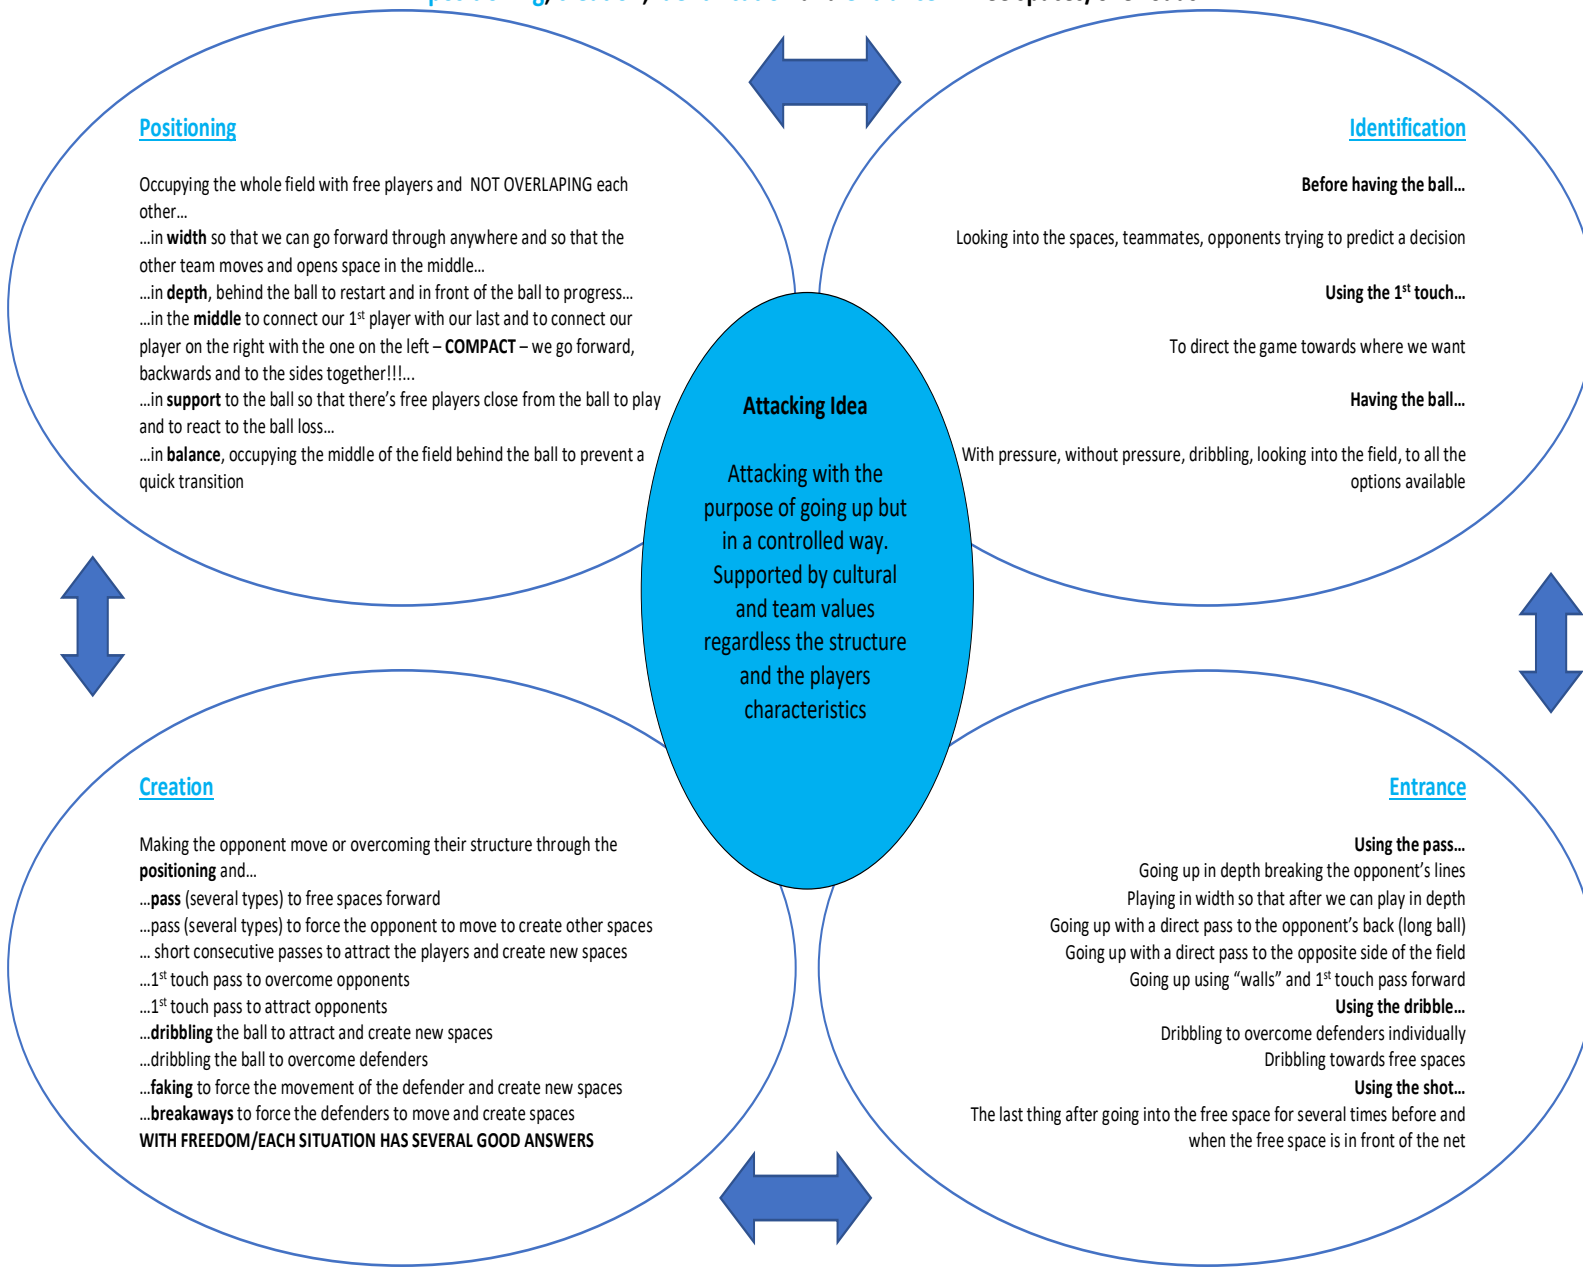 Positioning
Occupying the whole field with free players and NOT OVERLAPING each
other…
…in width so that we can go forward through anywhere and so that the
other team moves and opens space in the middle…
…in depth, behind the ball to restart and in front of the ball to progress…
…in the middle to connect our 1st player with our last and to connect our
player on the right with the one on the left – COMPACT – we go forward,
backwards and to the sides together!!!...
…in support to the ball so that there’s free players close from the ball to play
and to react to the ball loss…
…in balance, occupying the middle of the field behind the ball to prevent a
quick transition
Identification
Before having the ball…
Looking into the spaces, teammates, opponents trying to predict a decision
Using the 1st touch…
To direct the game towards where we want
Having the ball…
With pressure, without pressure, dribbling, looking into the field, to all the
options available
Attacking Idea
Attacking with the
purpose of going up but
in a controlled way.
Supported by cultural
and team values
regardless the structure
and the players
characteristics
Creation
Making the opponent move or overcoming their structure through the
positioning and…
…pass (several types) to free spaces forward
…pass (several types) to force the opponent to move to create other spaces
… short consecutive passes to attract the players and create new spaces
…1st touch pass to overcome opponents
…1st touch pass to attract opponents
…dribbling the ball to attract and create new spaces
…dribbling the ball to overcome defenders
…faking to force the movement of the defender and create new spaces
…breakaways to force the defenders to move and create spaces
WITH FREEDOM/EACH SITUATION HAS SEVERAL GOOD ANSWERS
Entrance
Using the pass…
Going up in depth breaking the opponent’s lines
Playing in width so that after we can play in depth
Going up with a direct pass to the opponent’s back (long ball)
Going up with a direct pass to the opposite side of the field
Going up using “walls” and 1st touch pass forward
Using the dribble…
Dribbling to overcome defenders individually
Dribbling towards free spaces
Using the shot…
The last thing after going into the free space for several times before and
when the free space is in front of the net